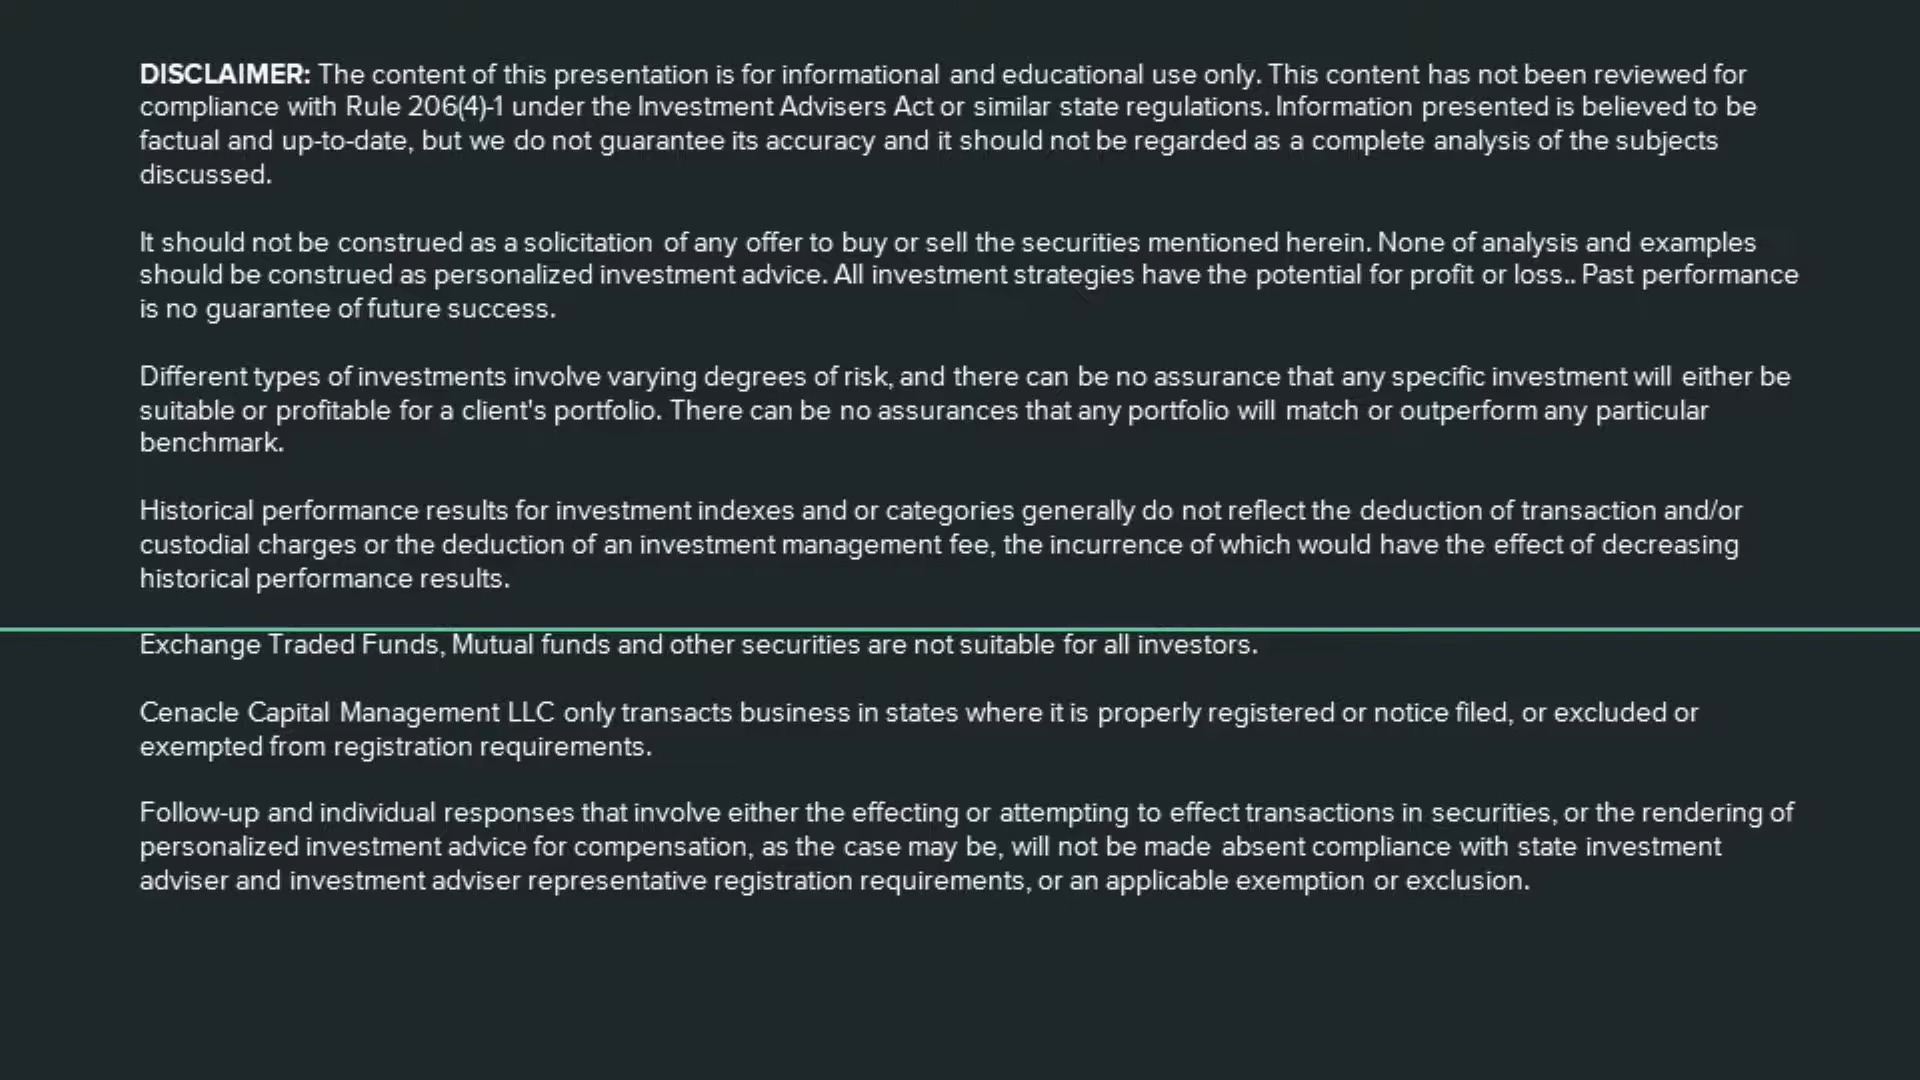 DISCLAIMER: The content of this presentation is for informational and educational use only. This content has not been reviewed for
compliance with Rule 206(4)-1 under the Investment Advisers Act or similar state regulations. Information presented is believed to be
factual and up-to-date, but we do not guarantee its accuracy and it should not be regarded as a complete analysis of the subjects
discussed.
It should not be construed as a solicitation of any offer to buy or sell the securities mentioned herein. None of analysis and examples
should be construed as personalized investment advice. All investment strategies have the potential for profit or loss.. Past performance
is no guarantee of future success.
Different types of investments involve varying degrees of risk, and there can be no assurance that any specific investment will either be
suitable or profitable for a client's portfolio. There can be no assurances that any portfolio will match or outperform any particular
benchmark.
Historical performance results for investment indexes and or categories generally do not reflect the deduction of transaction and/or
custodial charges or the deduction of an investment management fee, the incurrence of which would have the effect of decreasing
historical performance results.
Exchange Traded Funds, Mutual funds and other securities are not suitable for all investors.
Cenacle Capital Management LLC only transacts business in states where it is properly registered or notice filed, or excluded or
exempted from registration requirements.
Follow-up and individual responses that involve either the effecting or attempting to effect transactions in securities, or the rendering of
personalized investment advice for compensation, as the case may be, will not be made absent compliance with state investment
adviser and investment adviser representative registration requirements, or an applicable exemption or exclusion.